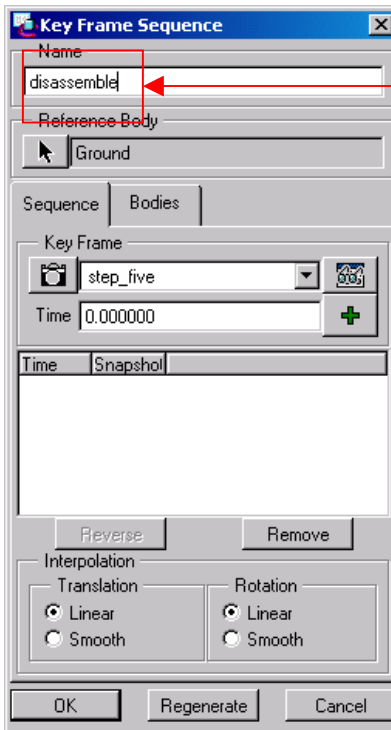 Key Frame Sequence
Name
disassemble
Reference Body
Ground
Sequence Bodies
Key Frame
step_five
Time 0.000000
Time Snapshot
Reverse Remove
Interpolation
Translation Rotation
Linear Linear
Smooth Smooth
OK Regenerate Cancel